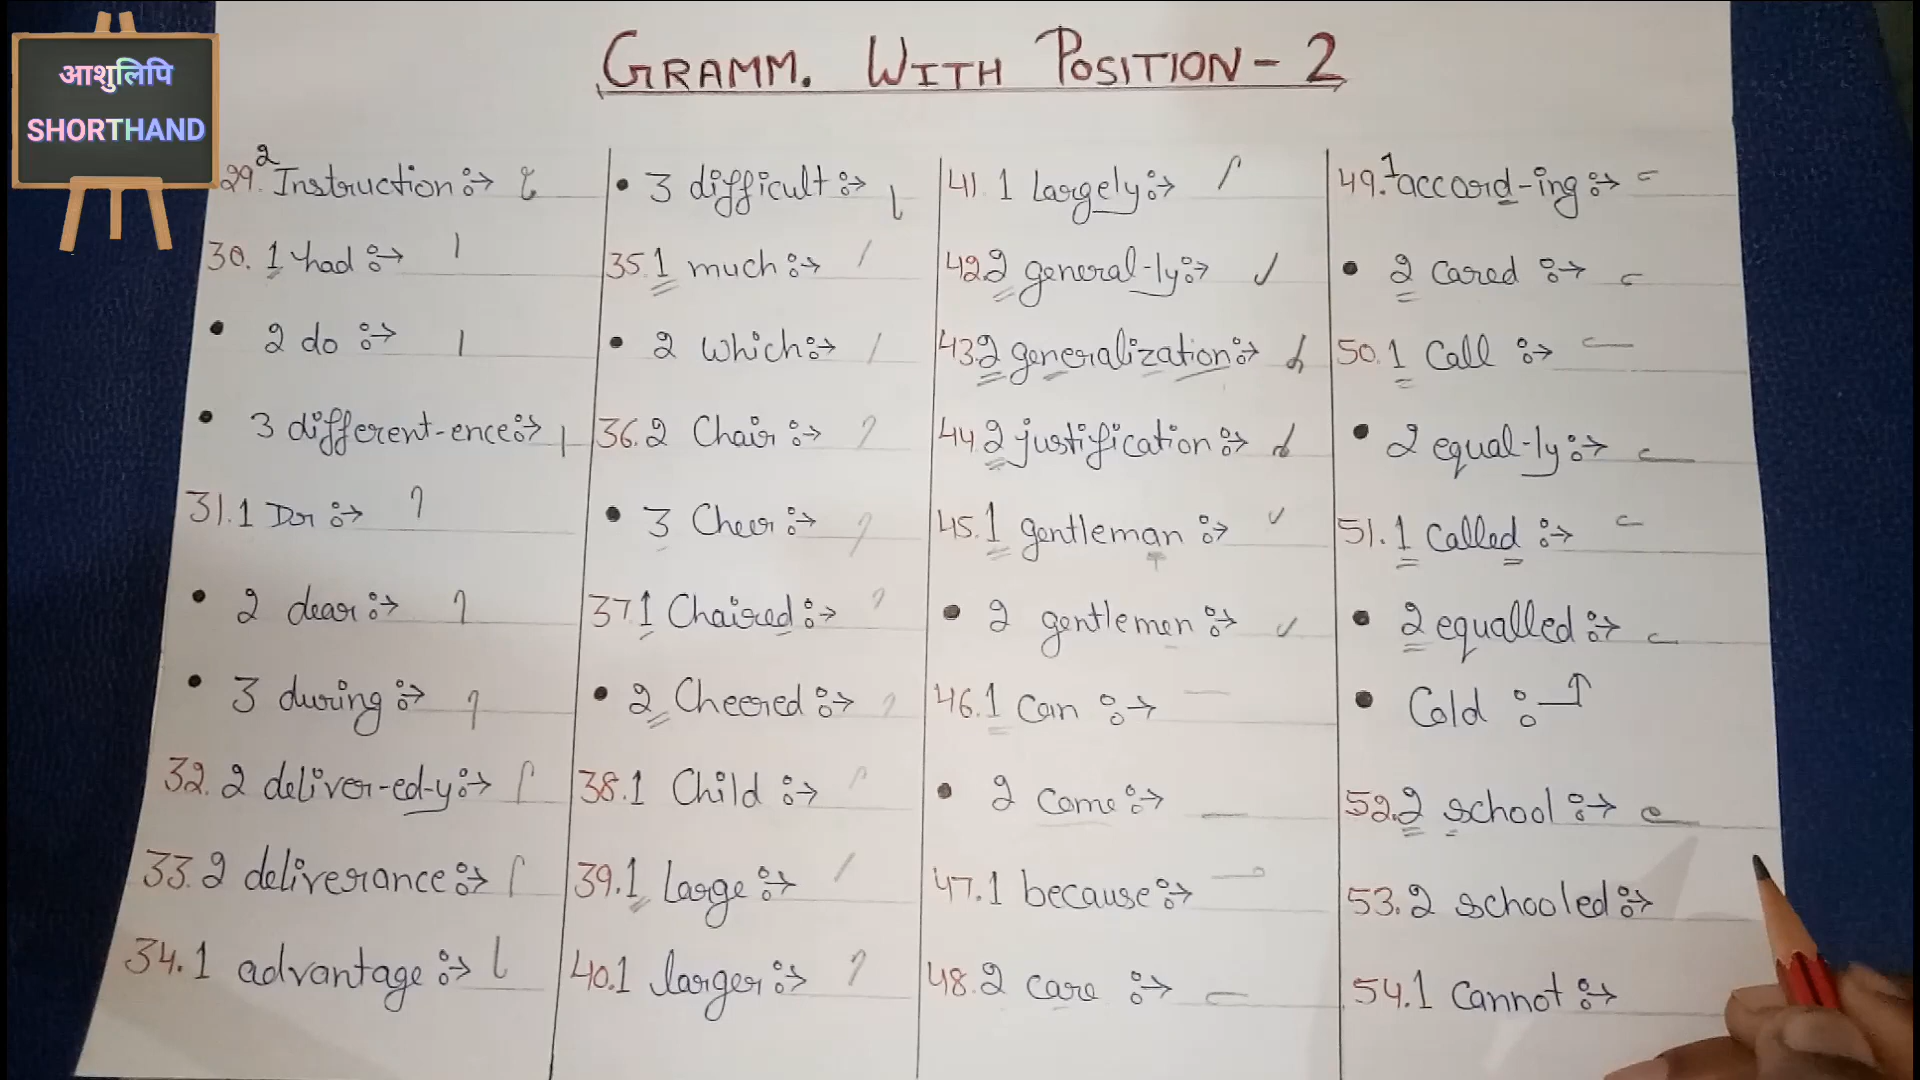 आशुलिपि
SHORTHAND
GRAMM. WITH POSITION - 2
29. 2 Instruction
30. 1 had
• 2 do
• 3 different-ence
31. 1 Dr
• 2 dear
• 3 during
32. 2 deliver-ed-y
33. 2 deliverance
34. 1 advantage
• 3 difficult
35. 1 much
• 2 which
36. 2 Chair
• 3 Cheer
37. 1 Chaired
• 2 Cheered
38. 1 Child
39. 1 Large
40. 1 larger
41. 1 Largely
42. 2 general-ly
43. 2 generalization
44. 2 justification
45. 1 gentleman
• 2 gentlemen
46. 1 Can
• 2 Come
47. 1 because
48. 2 care
49. 1 accord-ing
• 2 cared
50. 1 Call
• 2 equal-ly
51. 1 Called
• 2 equalled
• Cold
52. 2 school
53. 2 schooled
54. 1 Cannot